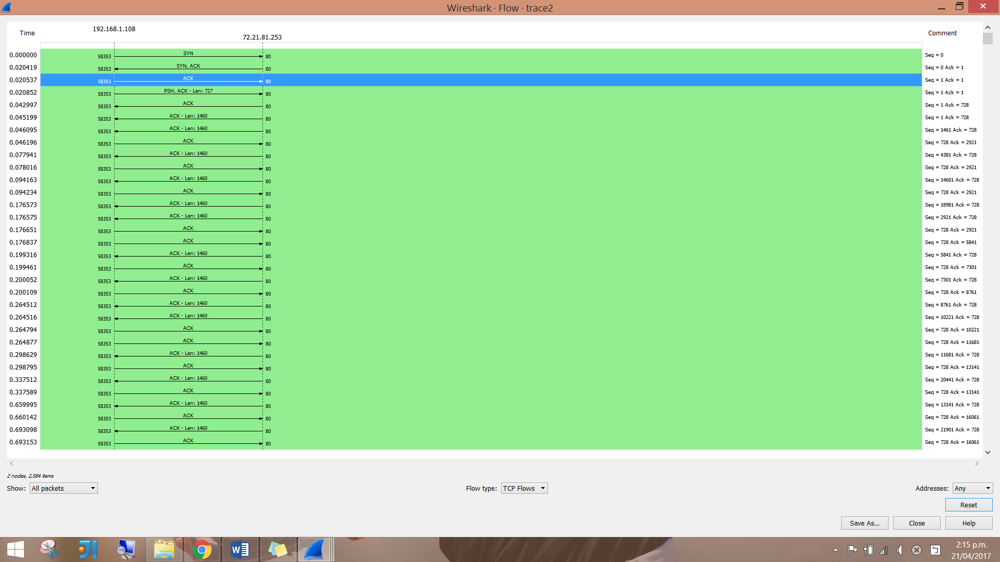 Wireshark · Flow · trace2
Time 192.168.1.108 72.21.81.253 Comment
0.000000 58353 SYN 80 Seq = 0
0.020419 58353 SYN, ACK 80 Seq = 0 Ack = 1
0.020537 58353 ACK 80 Seq = 1 Ack = 1
0.020852 58353 PSH, ACK - Len: 727 80 Seq = 1 Ack = 1
0.042997 58353 ACK 80 Seq = 1 Ack = 728
0.045199 58353 ACK - Len: 1460 80 Seq = 1 Ack = 728
0.046095 58353 ACK - Len: 1460 80 Seq = 1461 Ack = 728
0.046196 58353 ACK 80 Seq = 728 Ack = 2921
0.077941 58353 ACK - Len: 1460 80 Seq = 4381 Ack = 728
0.078016 58353 ACK 80 Seq = 728 Ack = 2921
0.094163 58353 ACK - Len: 1460 80 Seq = 14601 Ack = 728
0.094234 58353 ACK 80 Seq = 728 Ack = 2921
0.176573 58353 ACK - Len: 1460 80 Seq = 18981 Ack = 728
0.176575 58353 ACK - Len: 1460 80 Seq = 2921 Ack = 728
0.176651 58353 ACK 80 Seq = 728 Ack = 2921
0.176837 58353 ACK 80 Seq = 728 Ack = 5841
0.199316 58353 ACK - Len: 1460 80 Seq = 5841 Ack = 728
0.199461 58353 ACK 80 Seq = 728 Ack = 7301
0.200052 58353 ACK - Len: 1460 80 Seq = 7301 Ack = 728
0.200109 58353 ACK 80 Seq = 728 Ack = 8761
0.264512 58353 ACK - Len: 1460 80 Seq = 8761 Ack = 728
0.264516 58353 ACK - Len: 1460 80 Seq = 10221 Ack = 728
0.264794 58353 ACK 80 Seq = 728 Ack = 10221
0.264877 58353 ACK 80 Seq = 728 Ack = 11681
0.298629 58353 ACK - Len: 1460 80 Seq = 11681 Ack = 728
0.298795 58353 ACK 80 Seq = 728 Ack = 13141
0.337512 58353 ACK - Len: 1460 80 Seq = 20441 Ack = 728
0.337589 58353 ACK 80 Seq = 728 Ack = 13141
0.659995 58353 ACK - Len: 1460 80 Seq = 13141 Ack = 728
0.660142 58353 ACK 80 Seq = 728 Ack = 16061
0.693098 58353 ACK - Len: 1460 80 Seq = 21901 Ack = 728
0.693153 58353 ACK 80 Seq = 728 Ack = 16061
2 nodes, 2,584 items
Show: All packets Flow type: TCP Flows Addresses: Any
Reset
Save As... Close Help
2:15 p.m.
21/04/2017